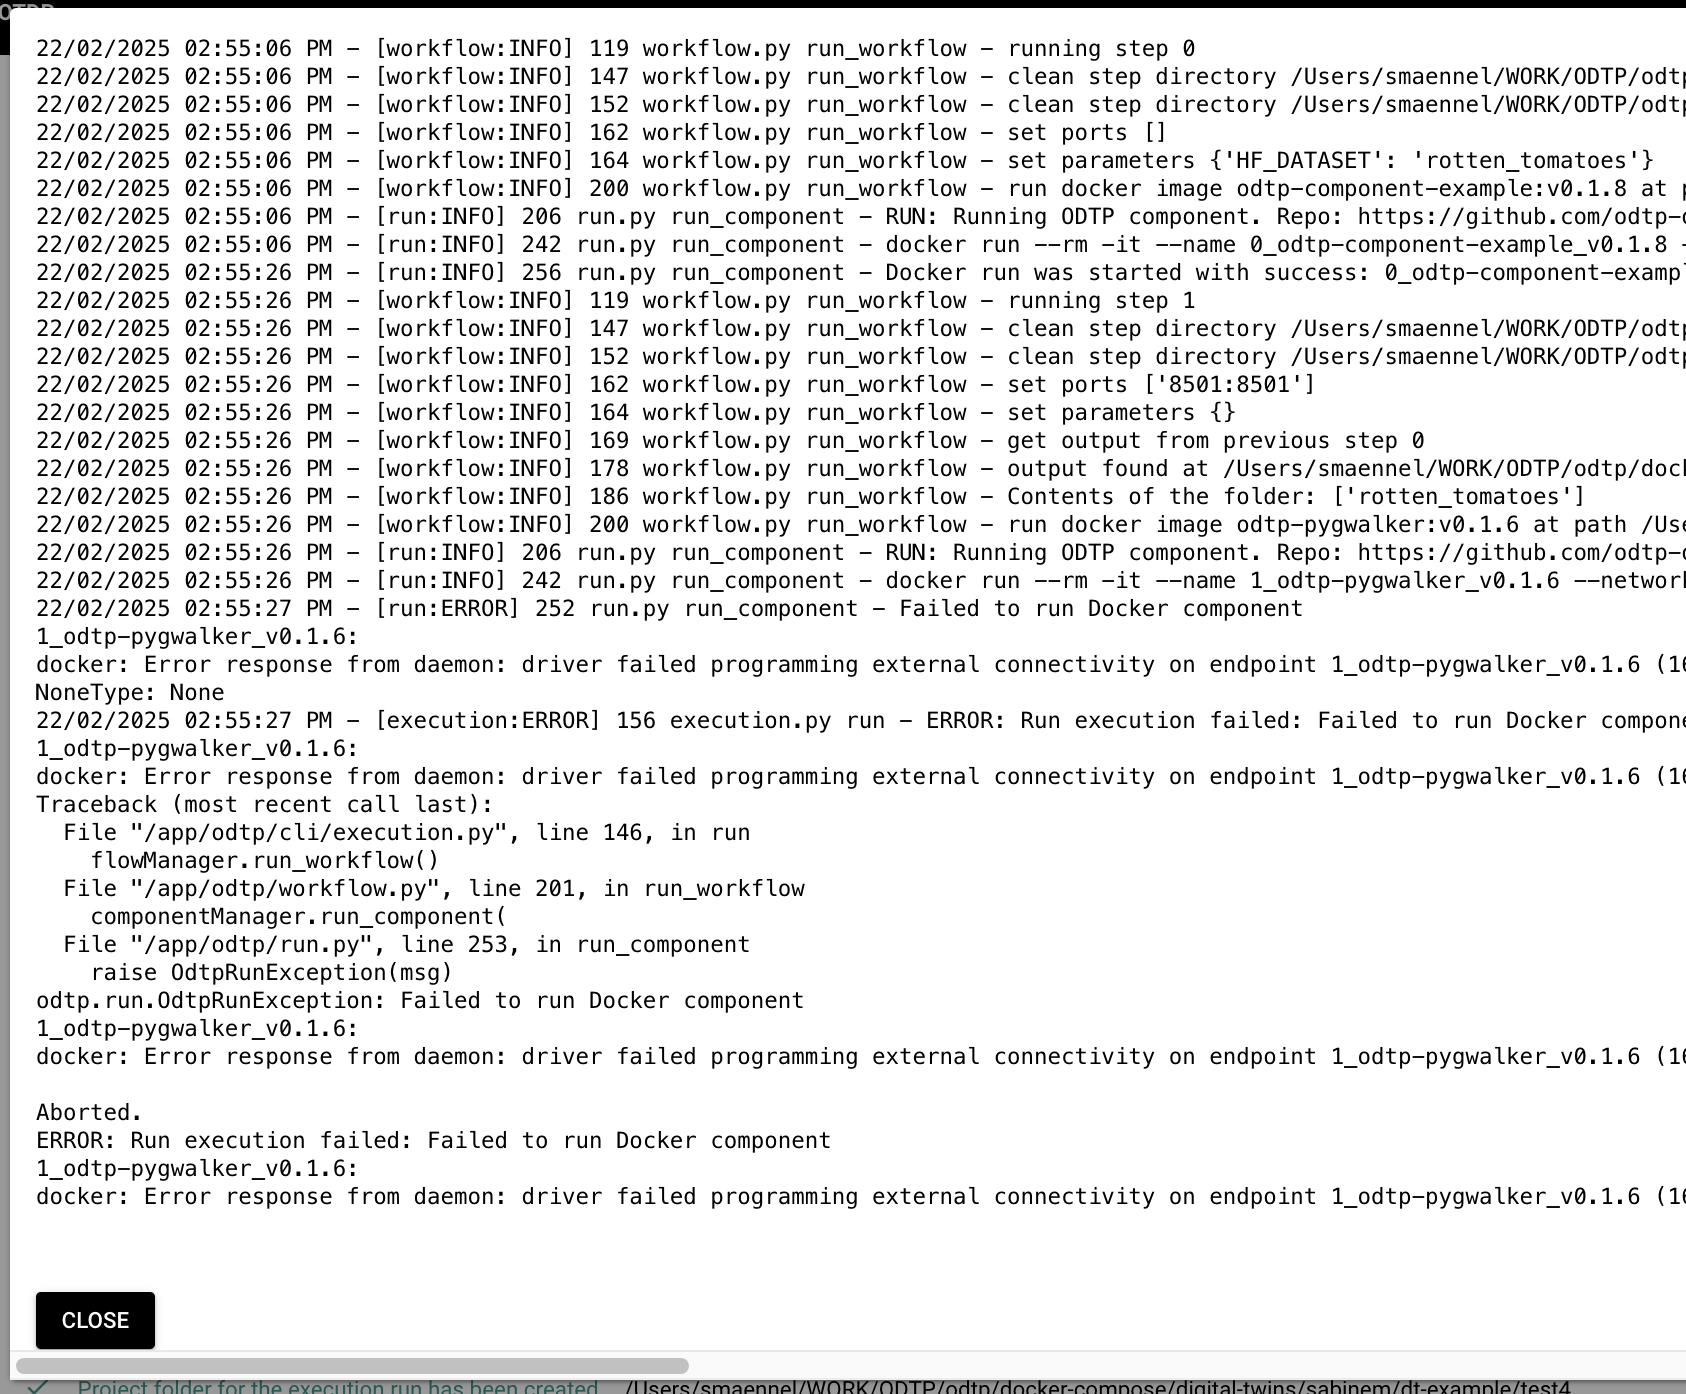 22/02/2025 02:55:06 PM - [workflow:INFO] 119 workflow.py run_workflow - running step 0
22/02/2025 02:55:06 PM - [workflow:INFO] 147 workflow.py run_workflow - clean step directory /Users/smaennel/WORK/ODTP/odtp
22/02/2025 02:55:06 PM - [workflow:INFO] 152 workflow.py run_workflow - clean step directory /Users/smaennel/WORK/ODTP/odtp
22/02/2025 02:55:06 PM - [workflow:INFO] 162 workflow.py run_workflow - set ports []
22/02/2025 02:55:06 PM - [workflow:INFO] 164 workflow.py run_workflow - set parameters {'HF_DATASET': 'rotten_tomatoes'}
22/02/2025 02:55:06 PM - [workflow:INFO] 200 workflow.py run_workflow - run docker image odtp-component-example:v0.1.8 at p
22/02/2025 02:55:06 PM - [run:INFO] 206 run.py run_component - RUN: Running ODTP component. Repo: https://github.com/odtp-
22/02/2025 02:55:06 PM - [run:INFO] 242 run.py run_component - docker run --rm -it --name 0_odtp-component-example_v0.1.8 -
22/02/2025 02:55:26 PM - [run:INFO] 256 run.py run_component - Docker run was started with success: 0_odtp-component-exampl
22/02/2025 02:55:26 PM - [workflow:INFO] 119 workflow.py run_workflow - running step 1
22/02/2025 02:55:26 PM - [workflow:INFO] 147 workflow.py run_workflow - clean step directory /Users/smaennel/WORK/ODTP/odtp
22/02/2025 02:55:26 PM - [workflow:INFO] 152 workflow.py run_workflow - clean step directory /Users/smaennel/WORK/ODTP/odtp
22/02/2025 02:55:26 PM - [workflow:INFO] 162 workflow.py run_workflow - set ports ['8501:8501']
22/02/2025 02:55:26 PM - [workflow:INFO] 164 workflow.py run_workflow - set parameters {}
22/02/2025 02:55:26 PM - [workflow:INFO] 169 workflow.py run_workflow - get output from previous step 0
22/02/2025 02:55:26 PM - [workflow:INFO] 178 workflow.py run_workflow - output found at /Users/smaennel/WORK/ODTP/odtp/dock
22/02/2025 02:55:26 PM - [workflow:INFO] 186 workflow.py run_workflow - Contents of the folder: ['rotten_tomatoes']
22/02/2025 02:55:26 PM - [workflow:INFO] 200 workflow.py run_workflow - run docker image odtp-pygwalker:v0.1.6 at path /Use
22/02/2025 02:55:26 PM - [run:INFO] 206 run.py run_component - RUN: Running ODTP component. Repo: https://github.com/odtp-
22/02/2025 02:55:26 PM - [run:INFO] 242 run.py run_component - docker run --rm -it --name 1_odtp-pygwalker_v0.1.6 --network
22/02/2025 02:55:27 PM - [run:ERROR] 252 run.py run_component - Failed to run Docker component
1_odtp-pygwalker_v0.1.6:
docker: Error response from daemon: driver failed programming external connectivity on endpoint 1_odtp-pygwalker_v0.1.6 (16
NoneType: None
22/02/2025 02:55:27 PM - [execution:ERROR] 156 execution.py run - ERROR: Run execution failed: Failed to run Docker compone
1_odtp-pygwalker_v0.1.6:
docker: Error response from daemon: driver failed programming external connectivity on endpoint 1_odtp-pygwalker_v0.1.6 (16
Traceback (most recent call last):
  File "/app/odtp/cli/execution.py", line 146, in run
    flowManager.run_workflow()
  File "/app/odtp/workflow.py", line 201, in run_workflow
    componentManager.run_component(
  File "/app/odtp/run.py", line 253, in run_component
    raise OdtpRunException(msg)
odtp.run.OdtpRunException: Failed to run Docker component
1_odtp-pygwalker_v0.1.6:
docker: Error response from daemon: driver failed programming external connectivity on endpoint 1_odtp-pygwalker_v0.1.6 (16
Aborted.
ERROR: Run execution failed: Failed to run Docker component
1_odtp-pygwalker_v0.1.6:
docker: Error response from daemon: driver failed programming external connectivity on endpoint 1_odtp-pygwalker_v0.1.6 (16
CLOSE
Project folder for the execution run has been created /Users/smaennel/WORK/ODTP/odtp/docker-compose/digital-twins/sabinem/dt-example/test4